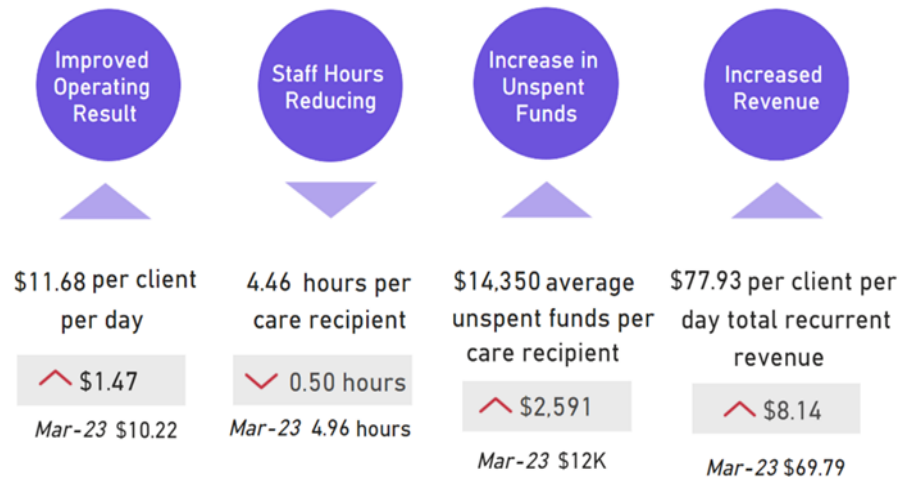 Improved
Operating
Result
$11.68 per client
per day
$1.47
Mar-23 $10.22
Staff Hours
Reducing
4.46 hours per
care recipient
0.50 hours
Mar-23 4.96 hours
Increase in
Unspent
Funds
$14,350 average
unspent funds per
care recipient
$2,591
Mar-23 $12K
Increased
Revenue
$77.93 per client per
day total recurrent
revenue
$8.14
Mar-23 $69.79